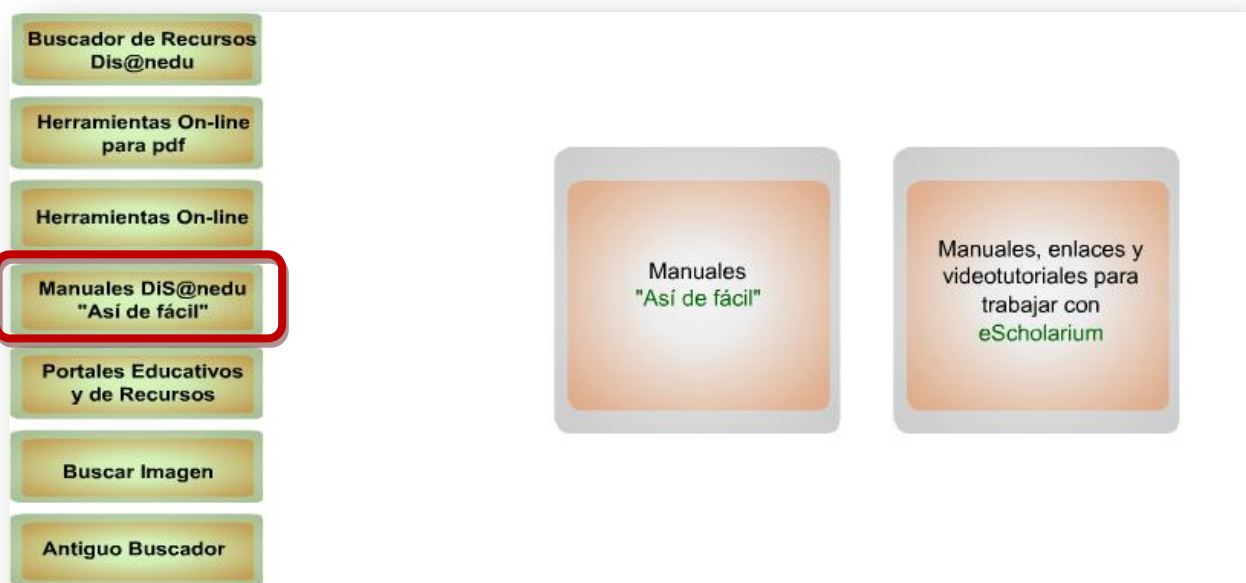 Buscador de Recursos
Dis@nedu
Herramientas On-line
para pdf
Herramientas On-line
Manuales DiS@nedu
"Así de fácil"
Portales Educativos
y de Recursos
Buscar Imagen
Antiguo Buscador
Manuales
"Así de fácil"
Manuales, enlaces y
videotutoriales para
trabajar con
eScholarium